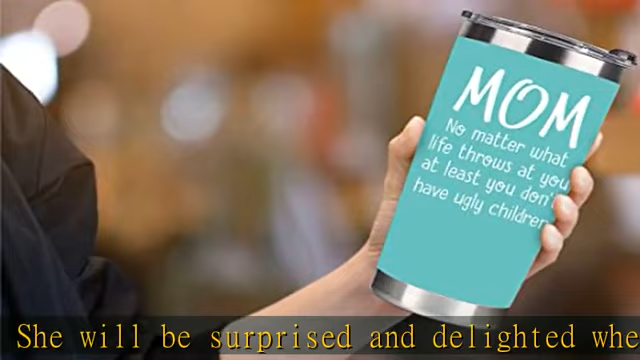 MOM
No matter what
life throws at you
at least you don't
have ugly children
She will be surprised and delighted whe